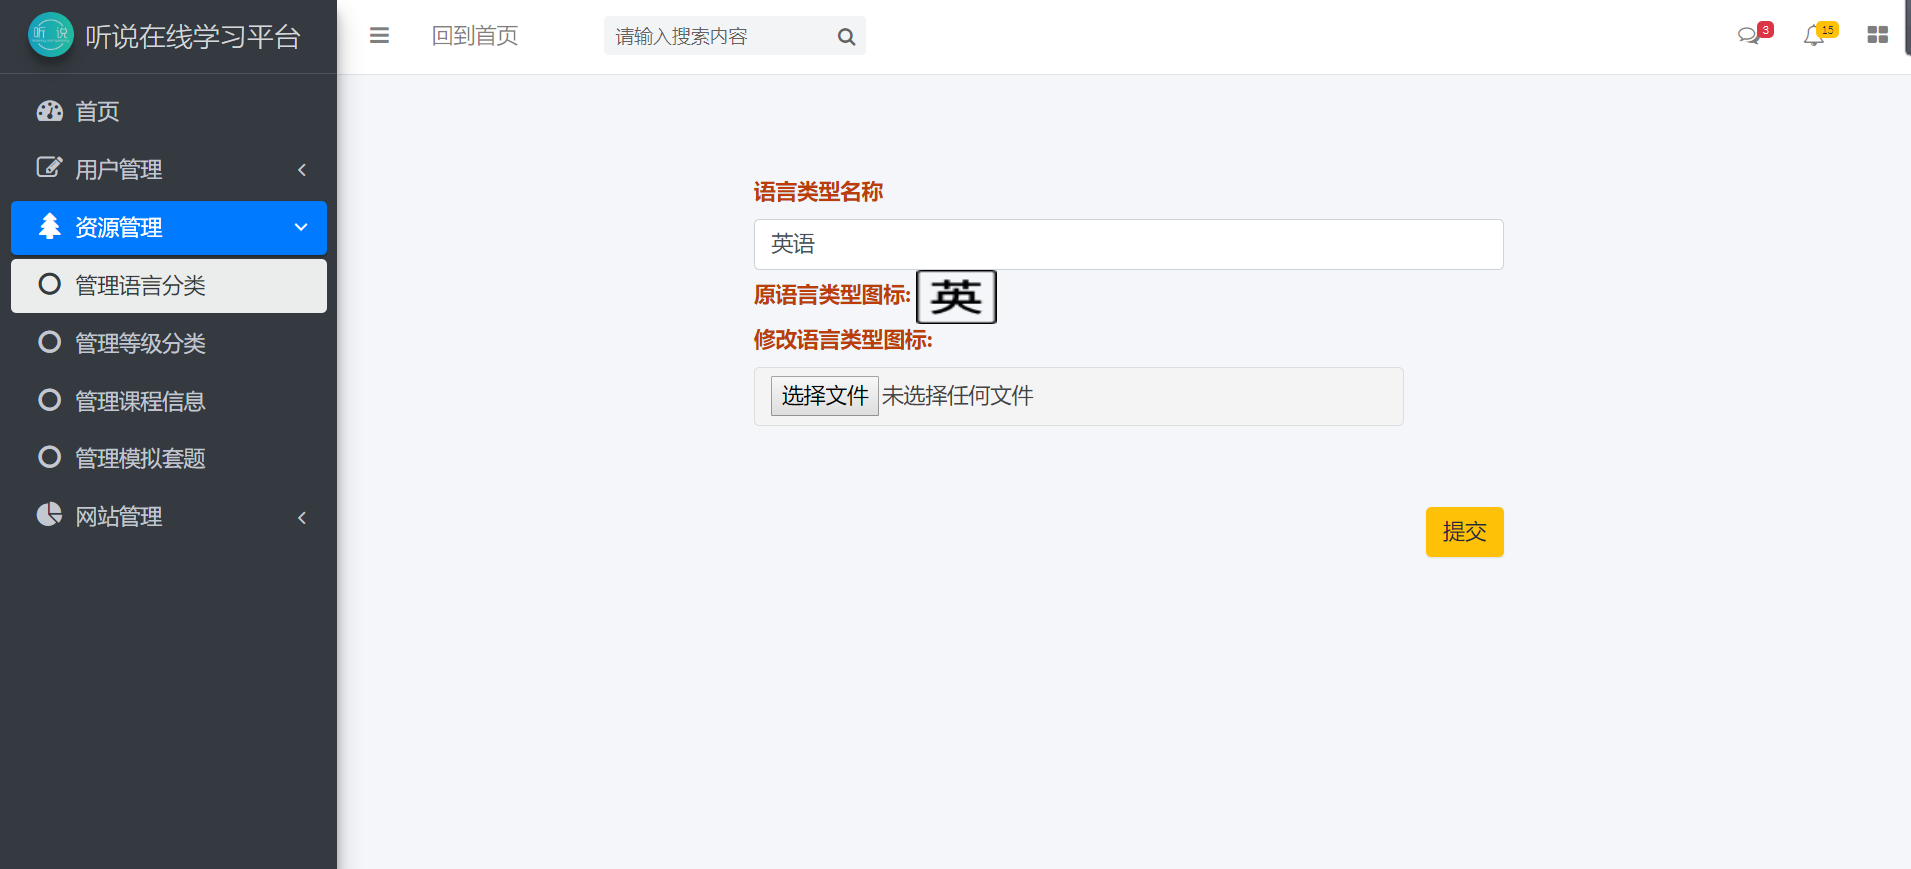 听说在线学习平台
回到首页
请输入搜索内容
3
15
首页
用户管理
资源管理
管理语言分类
管理等级分类
管理课程信息
管理模拟套题
网站管理
语言类型名称
英语
原语言类型图标: 英
修改语言类型图标:
选择文件 未选择任何文件
提交